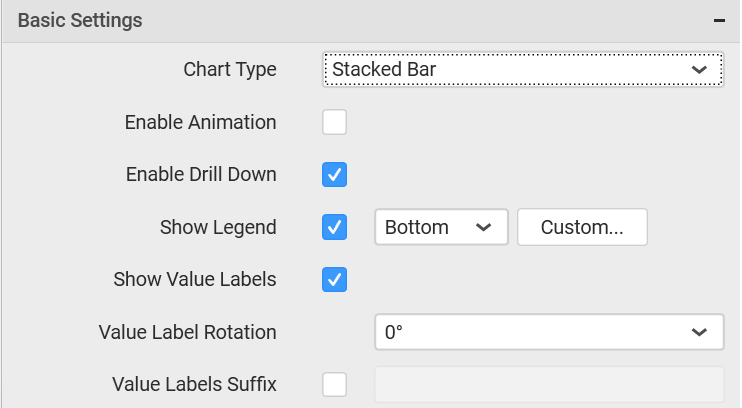 Basic Settings
Chart Type Stacked Bar
Enable Animation
Enable Drill Down
Show Legend Bottom Custom...
Show Value Labels
Value Label Rotation 0°
Value Labels Suffix